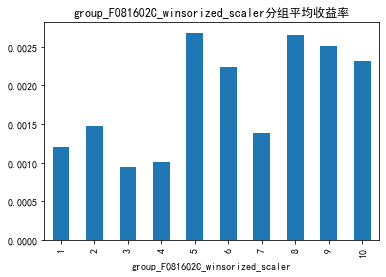 group_F081602C_winsorized_scaler分组平均收益率
0.0025
0.0020
0.0015
0.0010
0.0005
0.0000
1 2 3 4 5 6 7 8 9 10
group_F081602C_winsorized_scaler